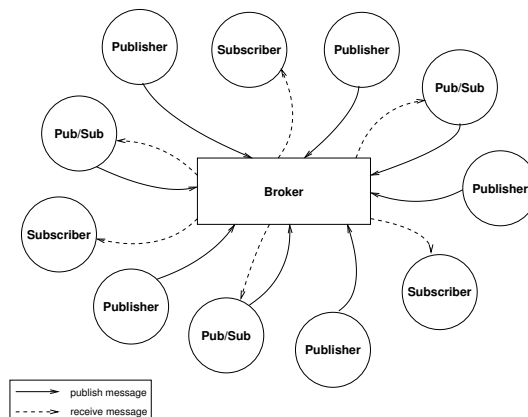 Publisher
Subscriber
Publisher
Pub/Sub
Pub/Sub
Broker
Publisher
Subscriber
Publisher
Pub/Sub
Publisher
Subscriber
publish message
receive message